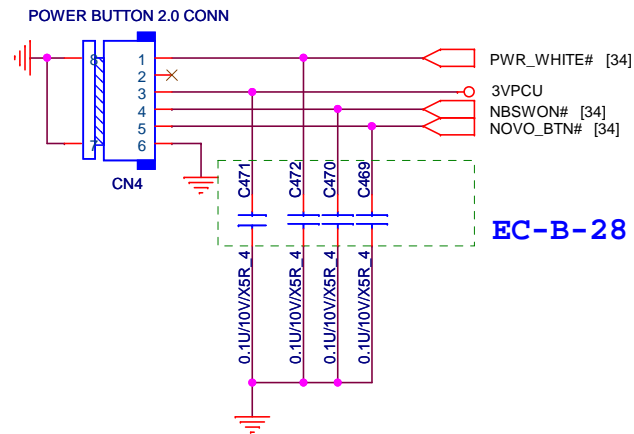 POWER BUTTON 2.0 CONN
8
7
1
2
3
4
5
6
CN4
PWR_WHITE# [34]
3VPCU
NBSWON# [34]
NOVO_BTN# [34]
C471
C472
C470
C469
EC-B-28
0.1U/10V/X5R_4
0.1U/10V/X5R_4
0.1U/10V/X5R_4
0.1U/10V/X5R_4